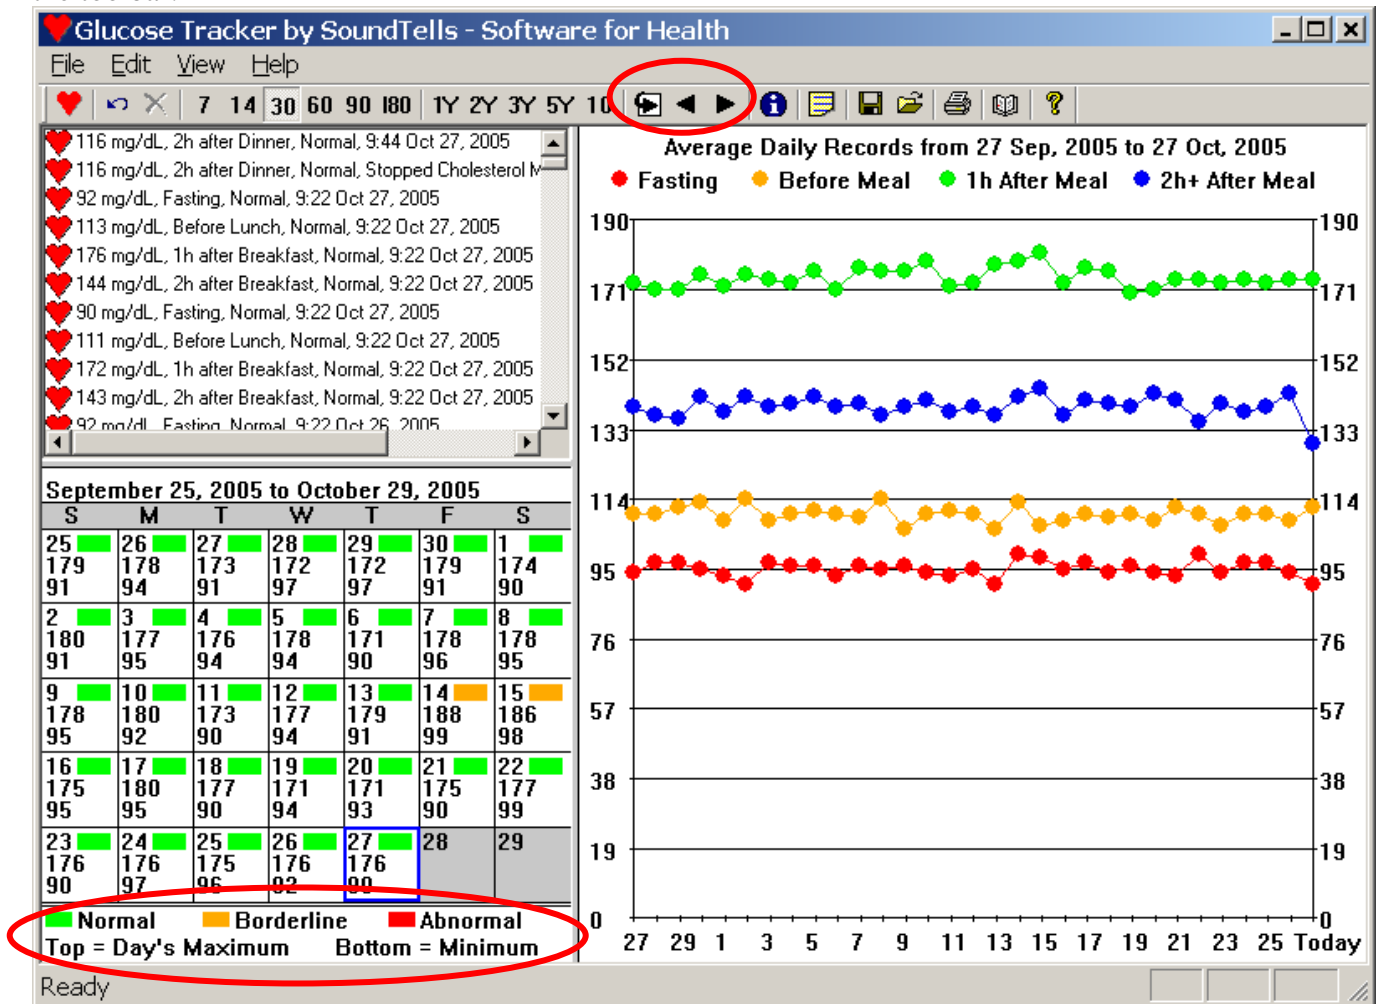 Glucose Tracker by SoundTells - Software for Health
File Edit View Help
7 14 30 60 90 180 1Y 2Y 3Y 5Y 10
116 mg/dL, 2h after Dinner, Normal, 9:44 Oct 27, 2005
116 mg/dL, 2h after Dinner, Normal, Stopped Cholesterol M
92 mg/dL, Fasting, Normal, 9:22 Oct 27, 2005
113 mg/dL, Before Lunch, Normal, 9:22 Oct 27, 2005
176 mg/dL, 1h after Breakfast, Normal, 9:22 Oct 27, 2005
144 mg/dL, 2h after Breakfast, Normal, 9:22 Oct 27, 2005
90 mg/dL, Fasting, Normal, 9:22 Oct 27, 2005
111 mg/dL, Before Lunch, Normal, 9:22 Oct 27, 2005
172 mg/dL, 1h after Breakfast, Normal, 9:22 Oct 27, 2005
143 mg/dL, 2h after Breakfast, Normal, 9:22 Oct 27, 2005
92 mg/dL, Fasting, Normal, 9:22 Oct 26, 2005
September 25, 2005 to October 29, 2005
S M T W T F S
25 26 27 28 29 30 1
179 178 173 172 172 179 174
91 94 91 97 97 91 90
2 3 4 5 6 7 8
180 177 176 178 171 178 178
91 95 94 94 90 96 95
9 10 11 12 13 14 15
178 180 173 177 179 188 186
95 92 90 94 91 99 98
16 17 18 19 20 21 22
175 180 177 171 171 175 177
95 95 90 94 93 90 99
23 24 25 26 27 28 29
176 176 175 176 176
90 97 96 92 90
Normal Borderline Abnormal
Top = Day's Maximum Bottom = Minimum
Average Daily Records from 27 Sep, 2005 to 27 Oct, 2005
Fasting Before Meal 1h After Meal 2h+ After Meal
190 190
171 171
152 152
133 133
114 114
95 95
76 76
57 57
38 38
19 19
0 0
27 29 1 3 5 7 9 11 13 15 17 19 21 23 25 Today
Ready